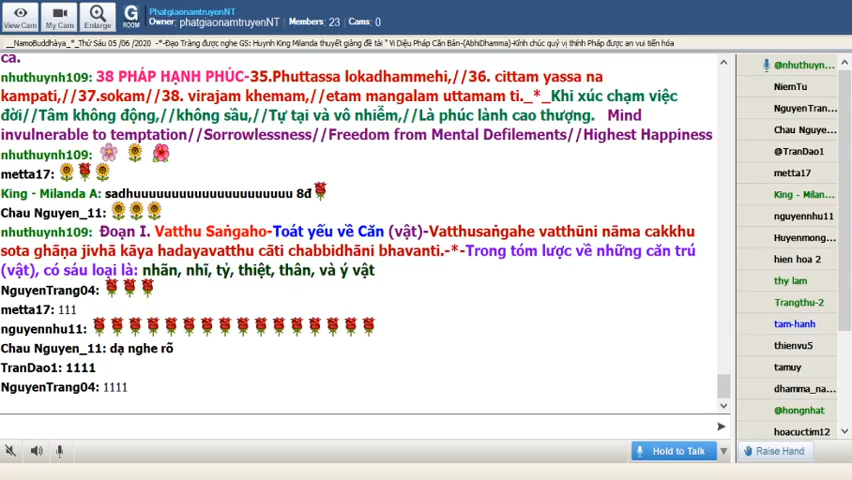 PhatgiaonamtruyenNT
Owner: phatgiaonamtruyenNT Members: 23 Cams: 0
View Cam
My Cam
Enlarge
G
ROOM
__NamoBuddhàya_*_Thứ Sáu 05 /06 /2020 -*-Đạo Tràng được nghe GS: Huynh King Milanda thuyết giảng đề tài " Vi Diệu Pháp Căn Bản-(AbhiDhamma)-Kính chúc quý vị thính Pháp được an vui tiến hóa
ca.
nhuthuynh109: 38 PHÁP HẠNH PHÚC-35.Phuttassa lokadhammehi,//36. cittam yassa na
kampati,//37.sokam//38. virajam khemam,//etam mangalam uttamam ti._*_Khi xúc chạm việc
đời//Tâm không động,//không sầu,//Tự tại và vô nhiễm,//Là phúc lành cao thượng. Mind
invulnerable to temptation//Sorrowlessness//Freedom from Mental Defilements//Highest Happiness
nhuthuynh109:
metta17:
King - Milanda A: sadhuuuuuuuuuuuuuuuuuuuuu 8đ
Chau Nguyen_11:
nhuthuynh109: Đoạn I. Vatthu Saṅgaho-Toát yếu về Căn (vật)-Vatthusaṅgahe vatthūni nāma cakkhu
sota ghāṇa jivhā kāya hadayavatthu cāti chabbidhāni bhavanti.-*-Trong tóm lược về những căn trú
(vật), có sáu loại là: nhãn, nhĩ, tỷ, thiệt, thân, và ý vật
NguyenTrang04:
metta17: 111
nguyennhu11:
Chau Nguyen_11: dạ nghe rõ
TranDao1: 1111
NguyenTrang04: 1111
Hold to Talk
@nhuthuyn...
NiemTu
NguyenTran...
Chau Nguye...
@TranDao1
metta17
King - Milan...
nguyennhu11
Huyenmong...
hien hoa 2
thy lam
Trangthu-2
tam-hanh
thienvu5
tamuy
dhamma_na...
@hongnhat
hoacuctim12
Raise Hand